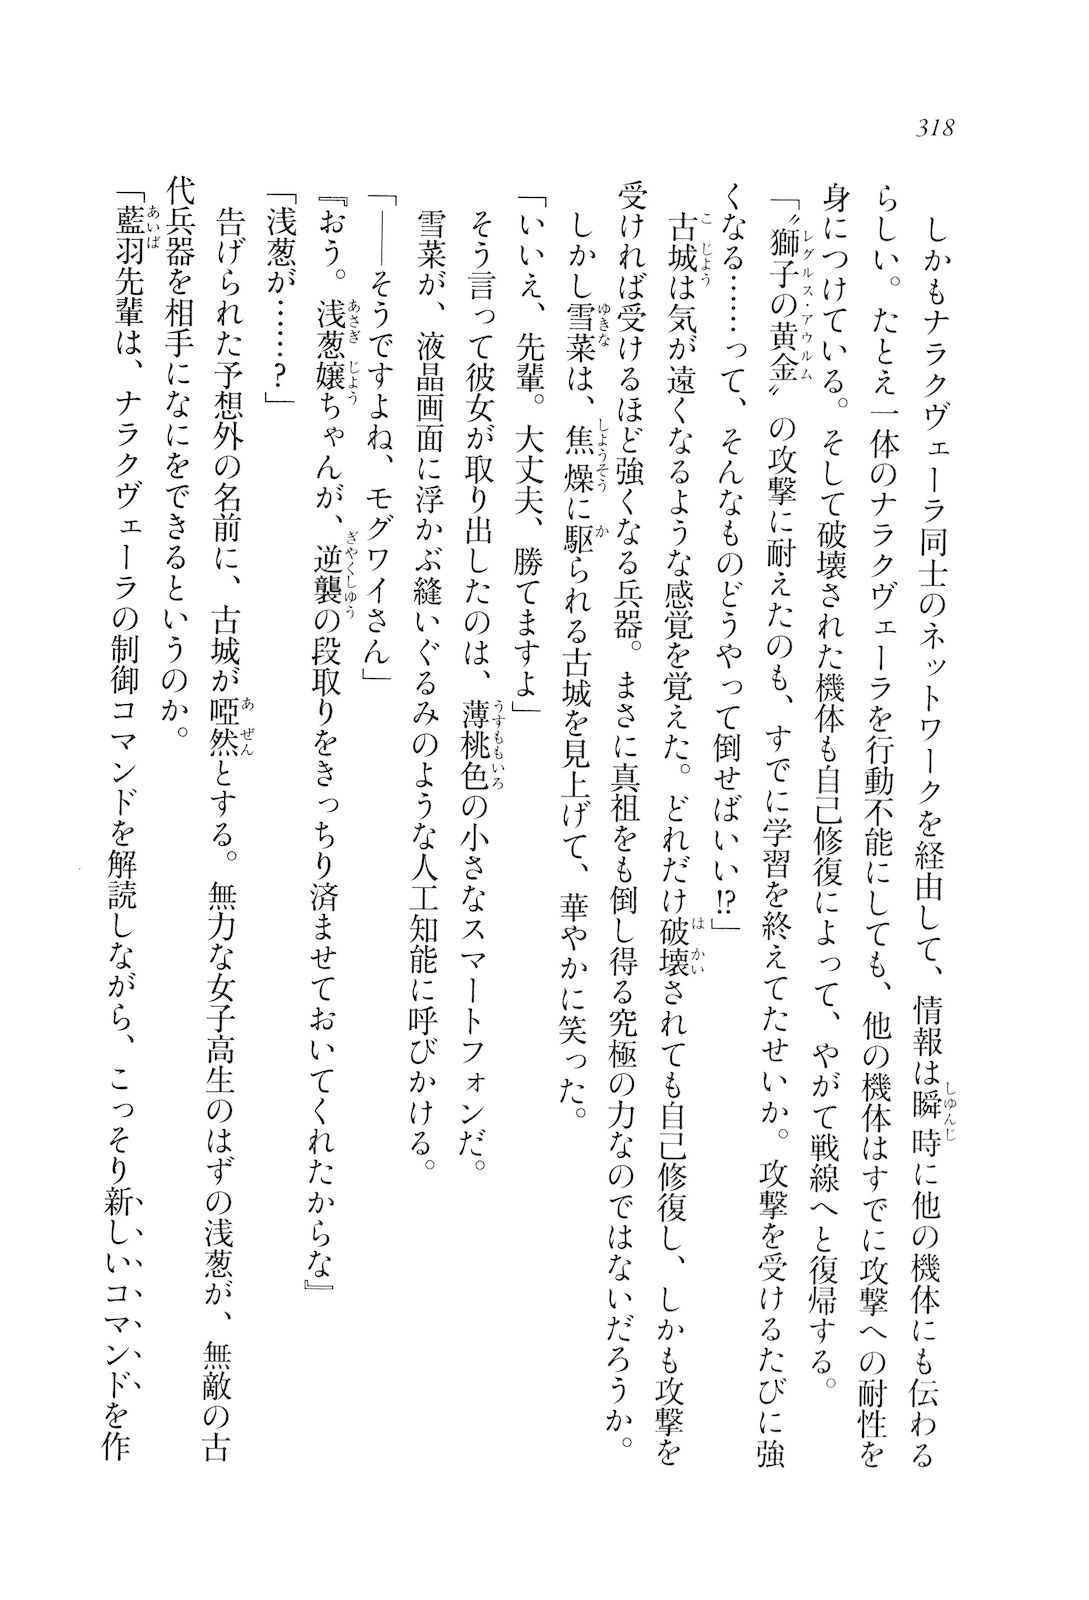 318
しかもナラクヴェーラ同士のネットワークを経由して、情報は瞬時に他の機体にも伝わる
らしい。たとえ一体のナラクヴェーラを行動不能にしても、他の機体はすでに攻撃への耐性を
身につけている。そして破壊された機体も自己修復によって、やがて戦線へと復帰する。
「〝獅子の黄金〟の攻撃に耐えたのも、すでに学習を終えてたせいか。攻撃を受けるたびに強
くなる……って、そんなものどうやって倒せばいい!?」
古城は気が遠くなるような感覚を覚えた。どれだけ破壊されても自己修復し、しかも攻撃を
受ければ受けるほど強くなる兵器。まさに真祖をも倒し得る究極の力なのではないだろうか。
しかし雪菜は、焦燥に駆られる古城を見上げて、華やかに笑った。
「いいえ、先輩。大丈夫、勝てますよ」
そう言って彼女が取り出したのは、薄桃色の小さなスマートフォンだ。
雪菜が、液晶画面に浮かぶ縫いぐるみのような人工知能に呼びかける。
「――そうですよね、モグワイさん」
『おう。浅葱嬢ちゃんが、逆襲の段取りをきっちり済ませておいてくれたからな』
「浅葱が……?」
告げられた予想外の名前に、古城が啞然とする。無力な女子高生のはずの浅葱が、無敵の古
代兵器を相手になにをできるというのか。
「藍羽先輩は、ナラクヴェーラの制御コマンドを解読しながら、こっそり新しいコマンドを作